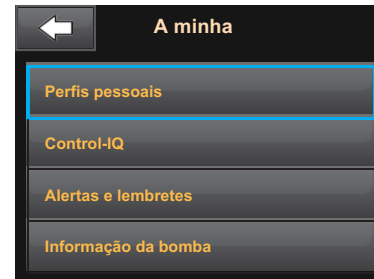 A minha
Perfis pessoais
Control-IQ
Alertas e lembretes
Informação da bomba